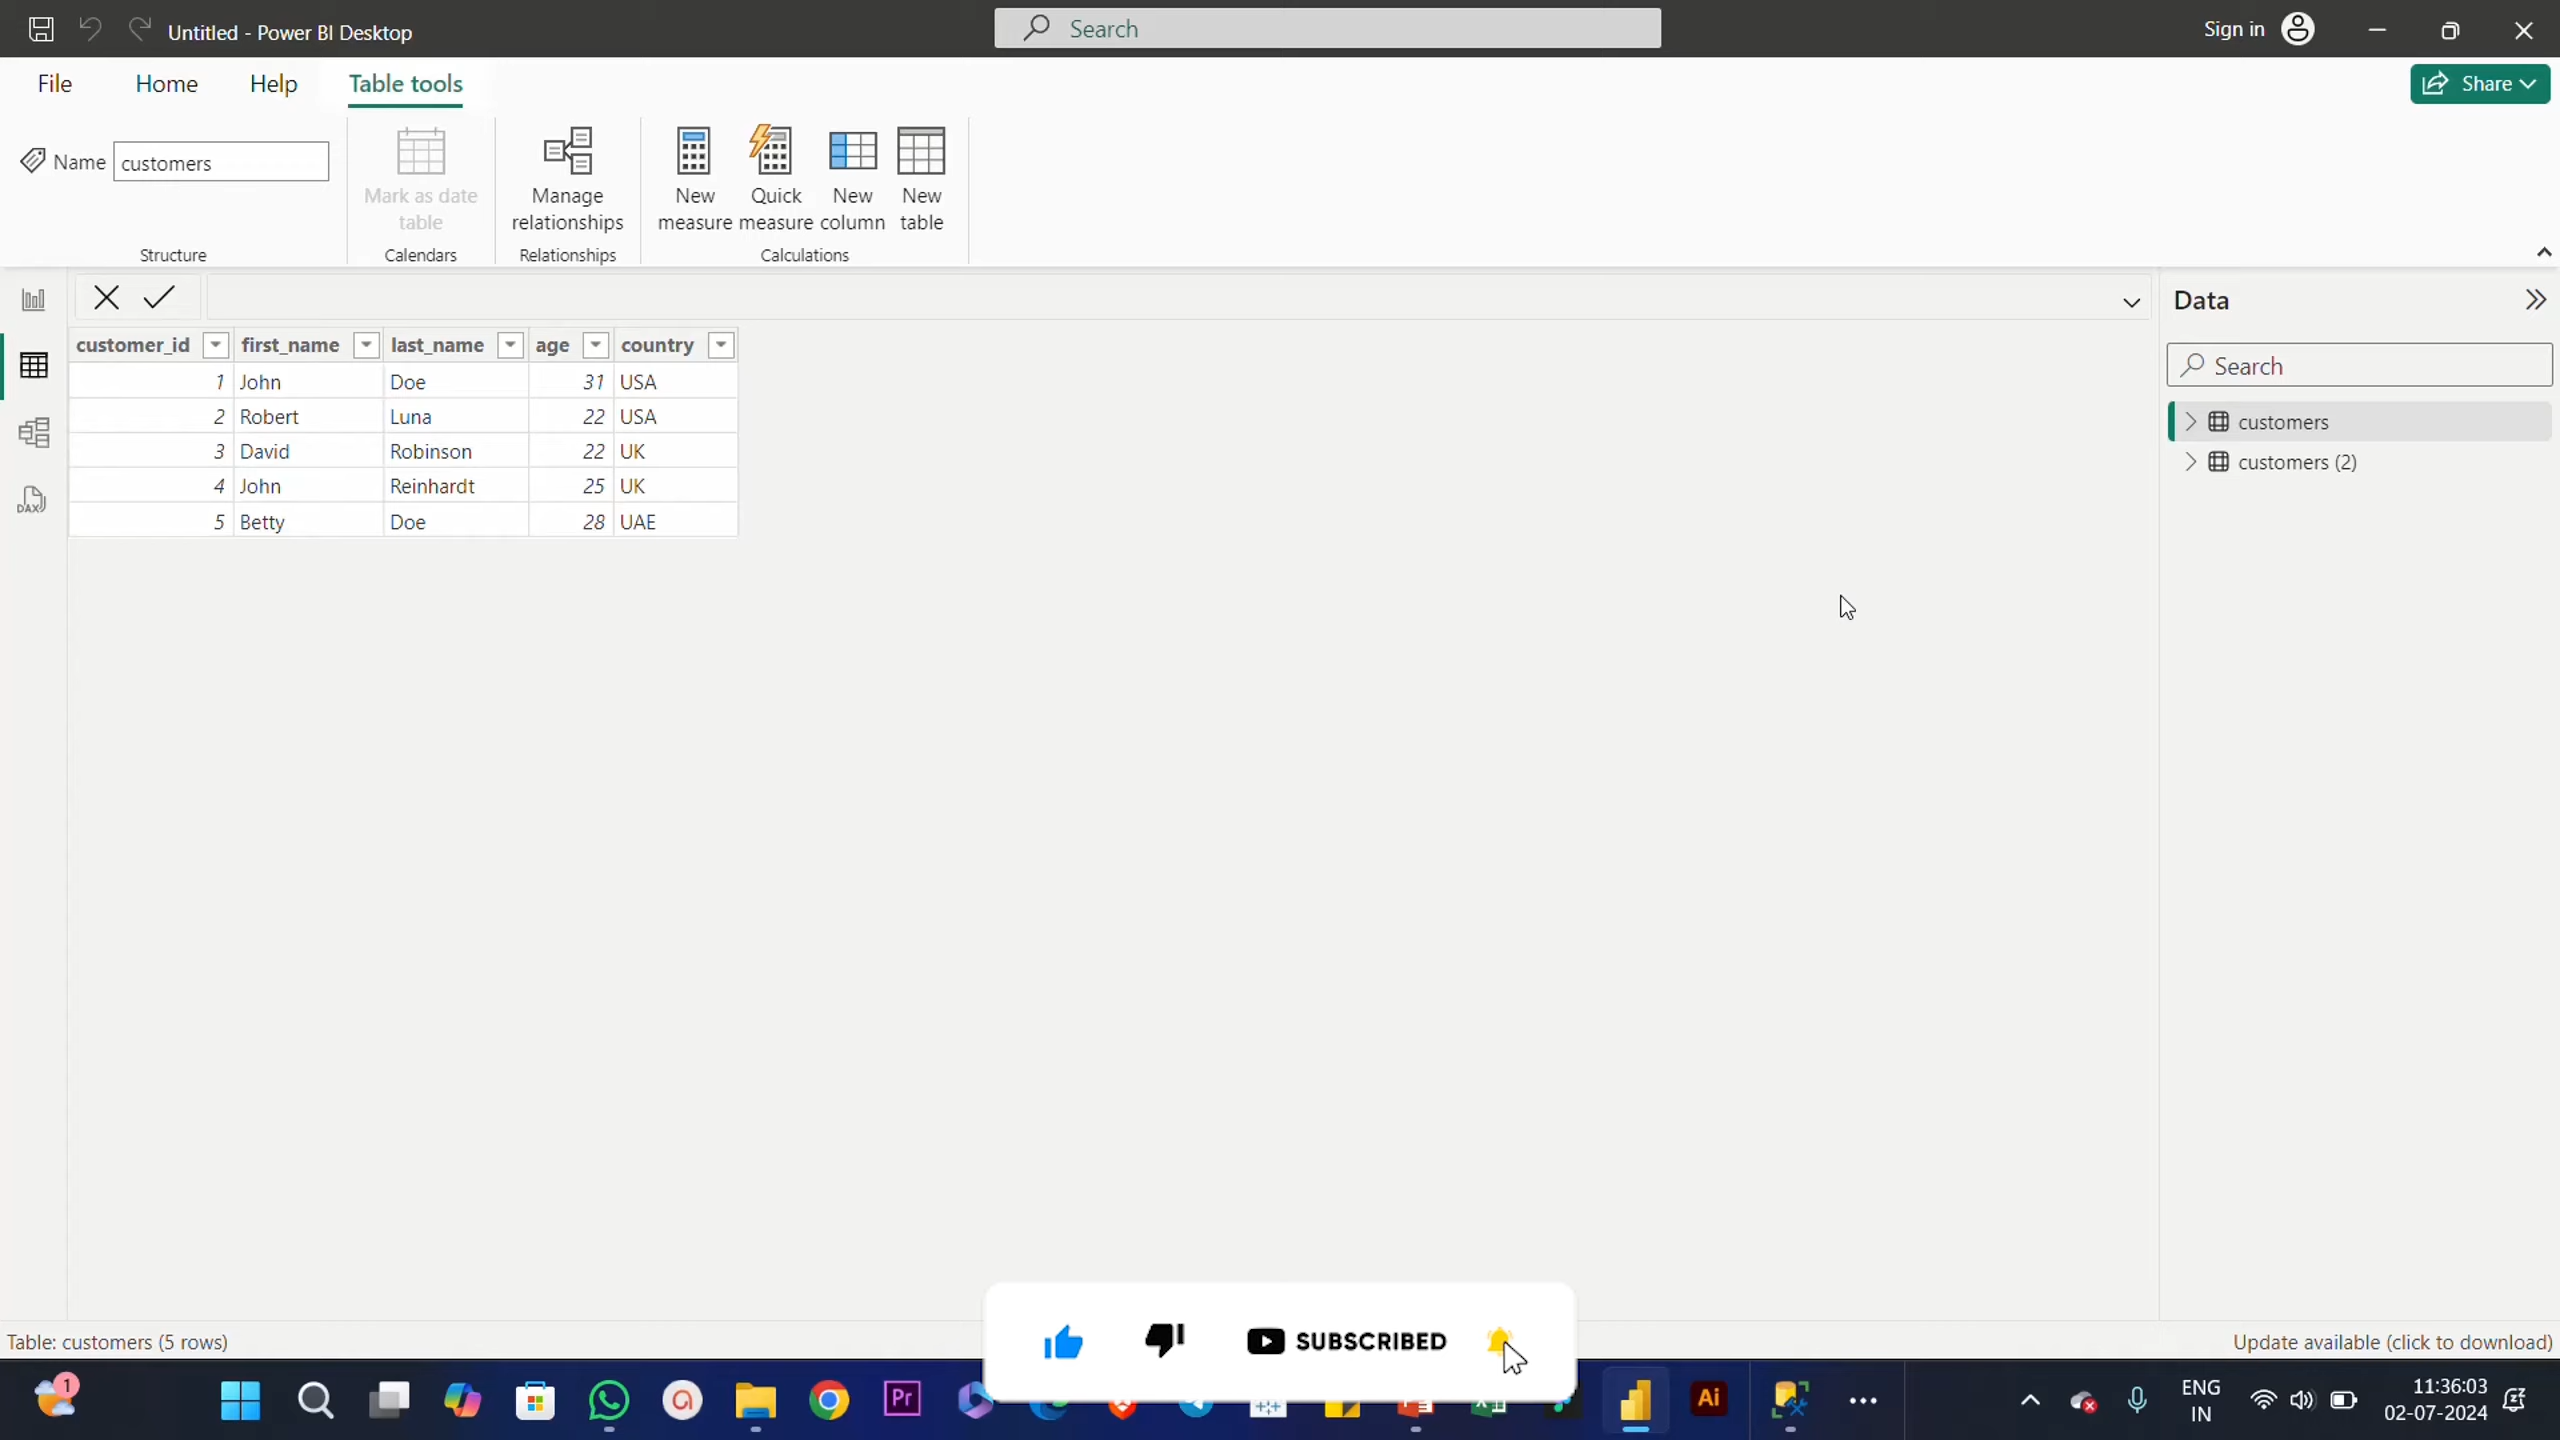 Untitled - Power BI Desktop
Search
Sign in
File Home Help Table tools
Share
Name customers
Mark as date table
Manage relationships
New measure
Quick measure
New column
New table
Structure Calendars Relationships Calculations
Data
Search
customers
customers (2)
customer_id first_name last_name age country
1 John Doe 31 USA
2 Robert Luna 22 USA
3 David Robinson 22 UK
4 John Reinhardt 25 UK
5 Betty Doe 28 UAE
DAX
Table: customers (5 rows)
SUBSCRIBED
Update available (click to download)
1
Pr
Ai
ENG
IN
11:36:03
02-07-2024